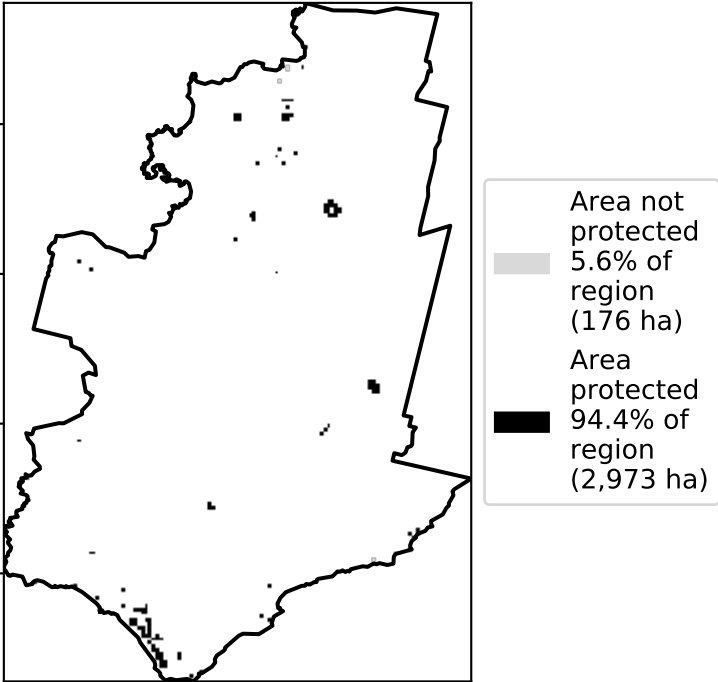 Area not
protected
5.6% of
region
(176 ha)
Area
protected
94.4% of
region
(2,973 ha)